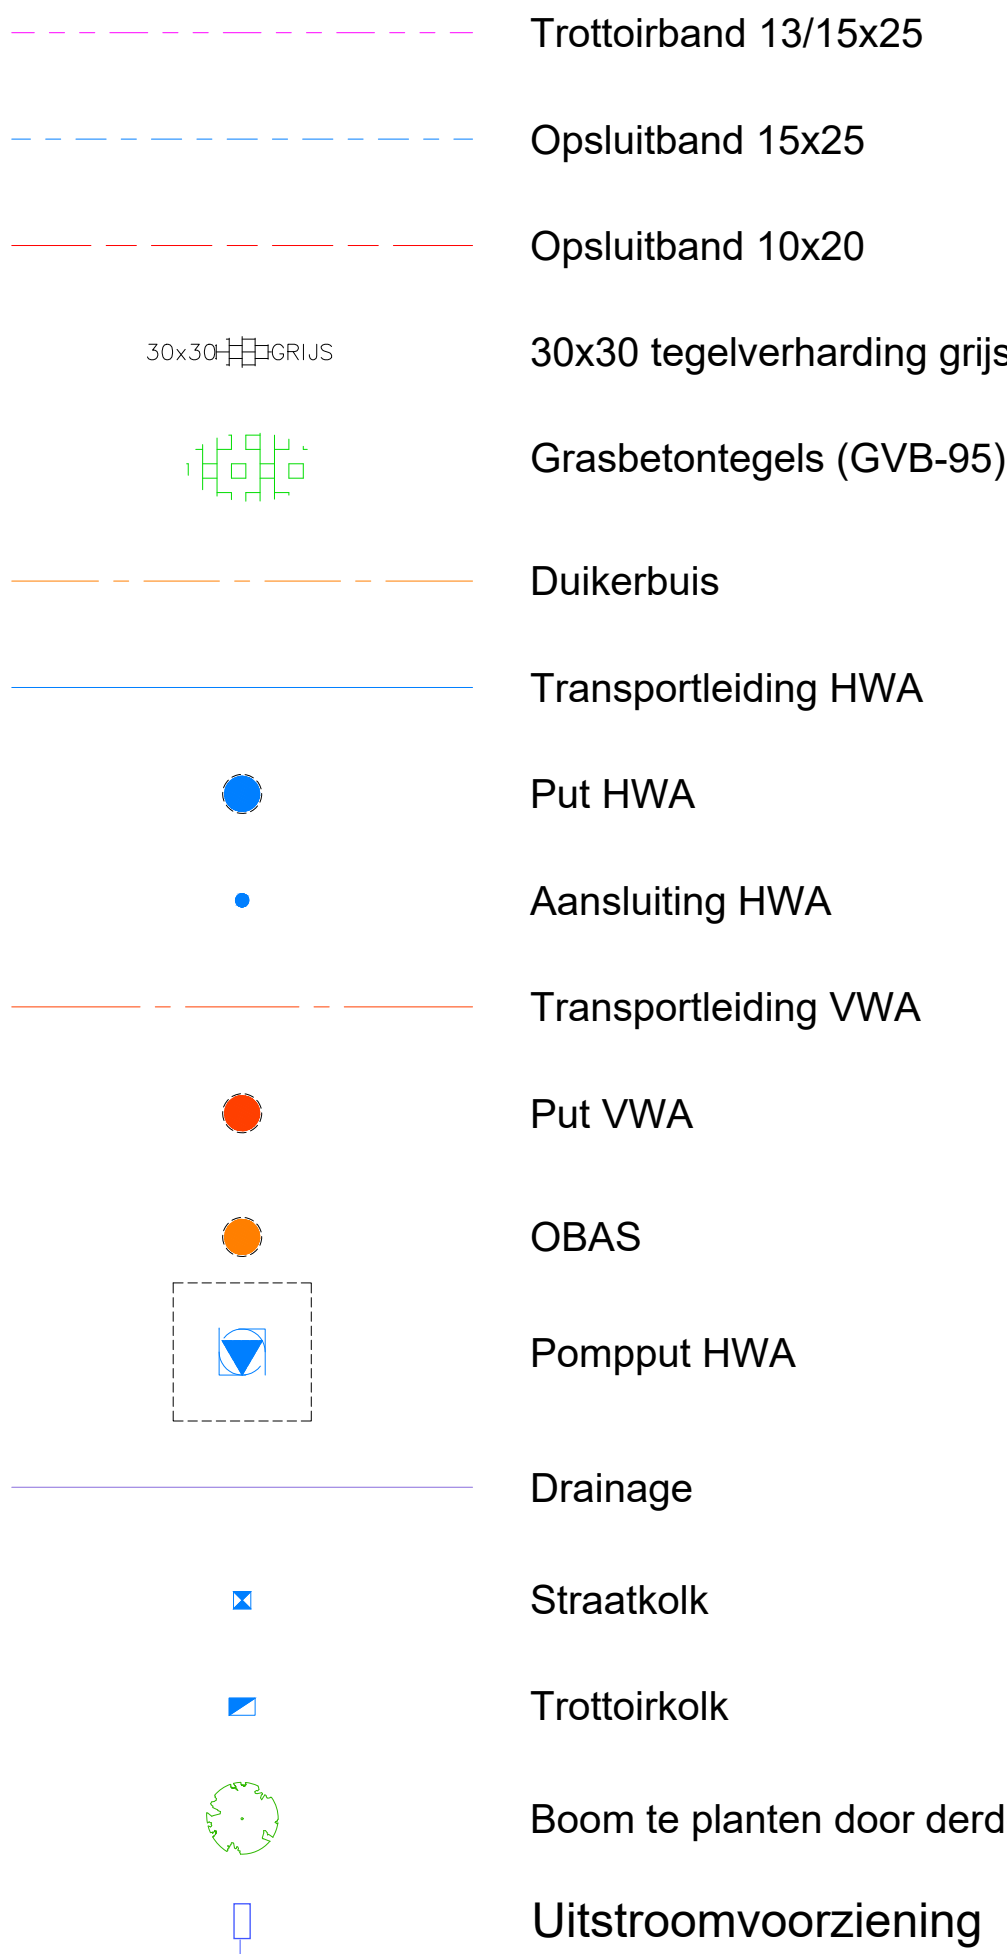 Trottoirband 13/15x25
Opsluitband 15x25
Opsluitband 10x20
30x30 GRIJS 30x30 tegelverharding grijs
Grasbetontegels (GVB-95)
Duikerbuis
Transportleiding HWA
Put HWA
Aansluiting HWA
Transportleiding VWA
Put VWA
OBAS
Pompput HWA
Drainage
Straatkolk
Trottoirkolk
Boom te planten door derd
Uitstroomvoorziening